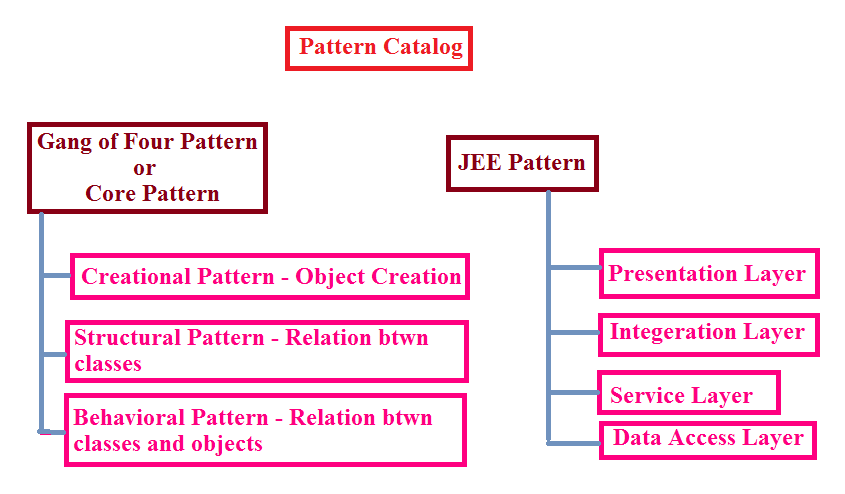 Pattern Catalog
Gang of Four Pattern
or
Core Pattern
Creational Pattern - Object Creation
Structural Pattern - Relation btwn
classes
Behavioral Pattern - Relation btwn
classes and objects
JEE Pattern
Presentation Layer
Integeration Layer
Service Layer
Data Access Layer